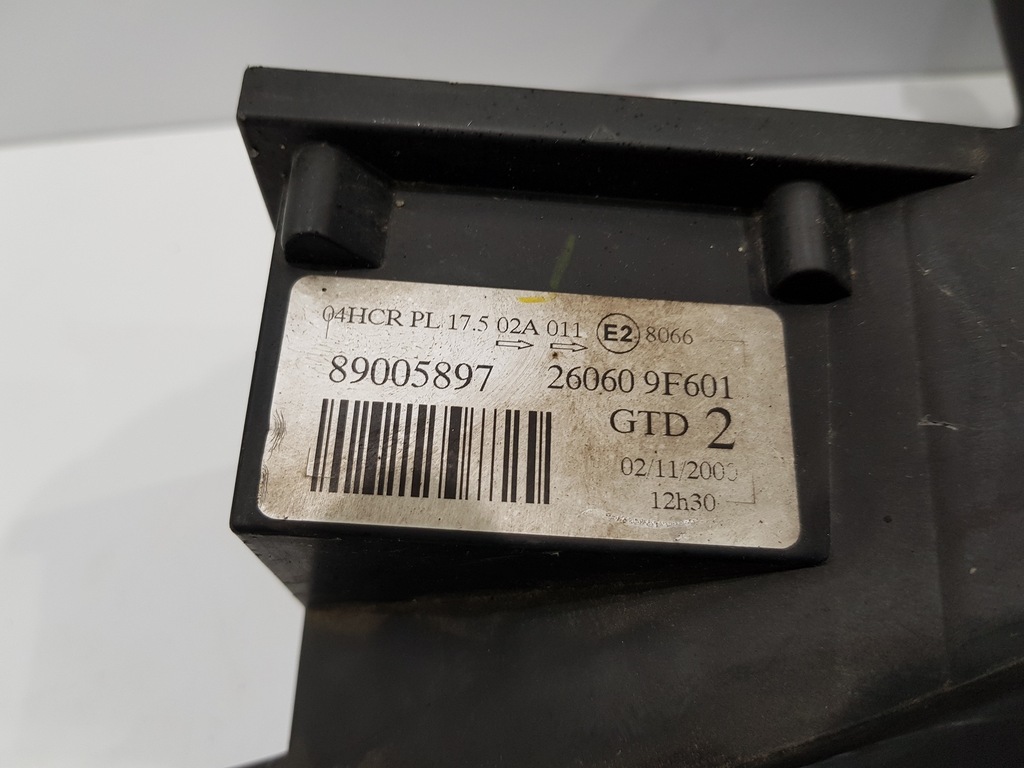 04HCR PL 17.5 02A 011 E2 8066
89005897 26060 9F601
GTD 2
12h30